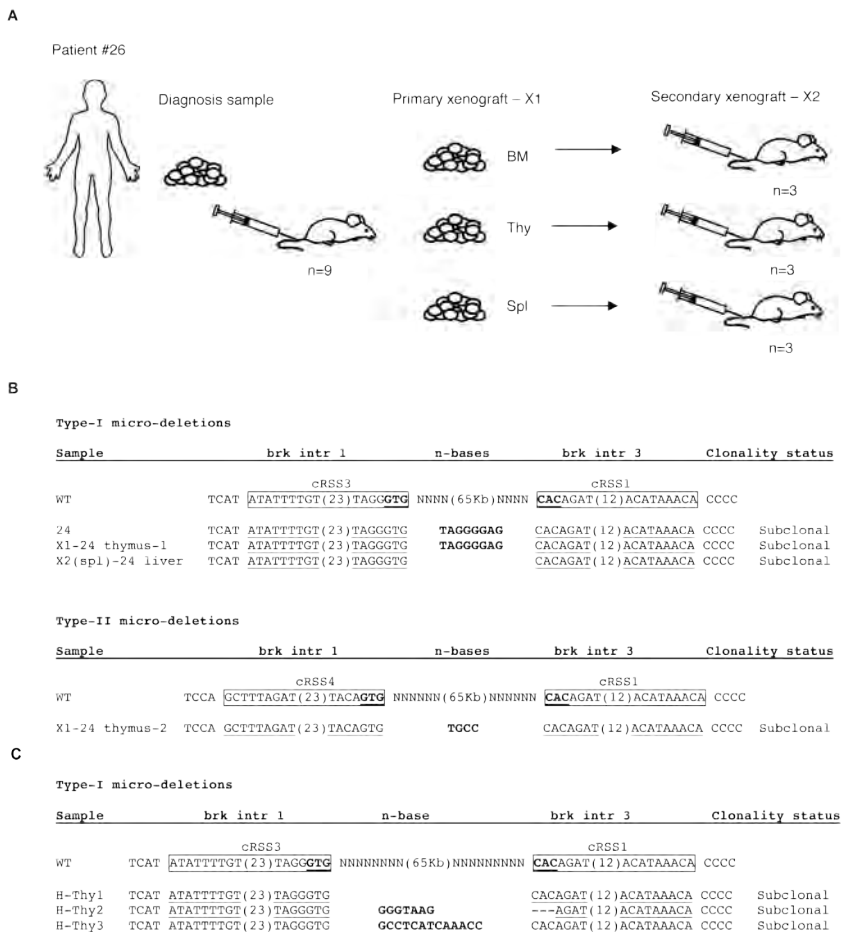 A
Patient #26
Diagnosis sample
Primary xenograft – X1
Secondary xenograft – X2
BM
n=3
Thy
n=9
n=3
Spl
n=3
B
Type-I micro-deletions
Sample brk intr 1 n-bases brk intr 3 Clonality status
cRSS3 cRSS1
WT TCAT ATATTTTGT(23)TAGGGTG NNNN(65Kb)NNNN CACAGAT(12)ACATAAACA CCCC
24 TCAT ATATTTTGT(23)TAGGGTG TAGGGGAG CACAGAT(12)ACATAAACA CCCC Subclonal
X1-24 thymus-1 TCAT ATATTTTGT(23)TAGGGTG TAGGGGAG CACAGAT(12)ACATAAACA CCCC Subclonal
X2(spl)-24 liver TCAT ATATTTTGT(23)TAGGGTG CACAGAT(12)ACATAAACA CCCC Subclonal
Type-II micro-deletions
Sample brk intr 1 n-bases brk intr 3 Clonality status
cRSS4 cRSS1
WT TCCA GCTTTAGAT(23)TACAGTG NNNNNN(65Kb)NNNNNN CACAGAT(12)ACATAAACA CCCC
X1-24 thymus-2 TCCA GCTTTAGAT(23)TACAGTG TGCC CACAGAT(12)ACATAAACA CCCC Subclonal
C
Type-I micro-deletions
Sample brk intr 1 n-base brk intr 3 Clonality status
cRSS3 cRSS1
WT TCAT ATATTTTGT(23)TAGGGTG NNNNNNNN(65Kb)NNNNNNNNN CACAGAT(12)ACATAAACA CCCC
H-Thy1 TCAT ATATTTTGT(23)TAGGGTG CACAGAT(12)ACATAAACA CCCC Subclonal
H-Thy2 TCAT ATATTTTGT(23)TAGGGTG GGGTAAG ---AGAT(12)ACATAAACA CCCC Subclonal
H-Thy3 TCAT ATATTTTGT(23)TAGGGTG GCCTCATCAAACC CACAGAT(12)ACATAAACA CCCC Subclonal